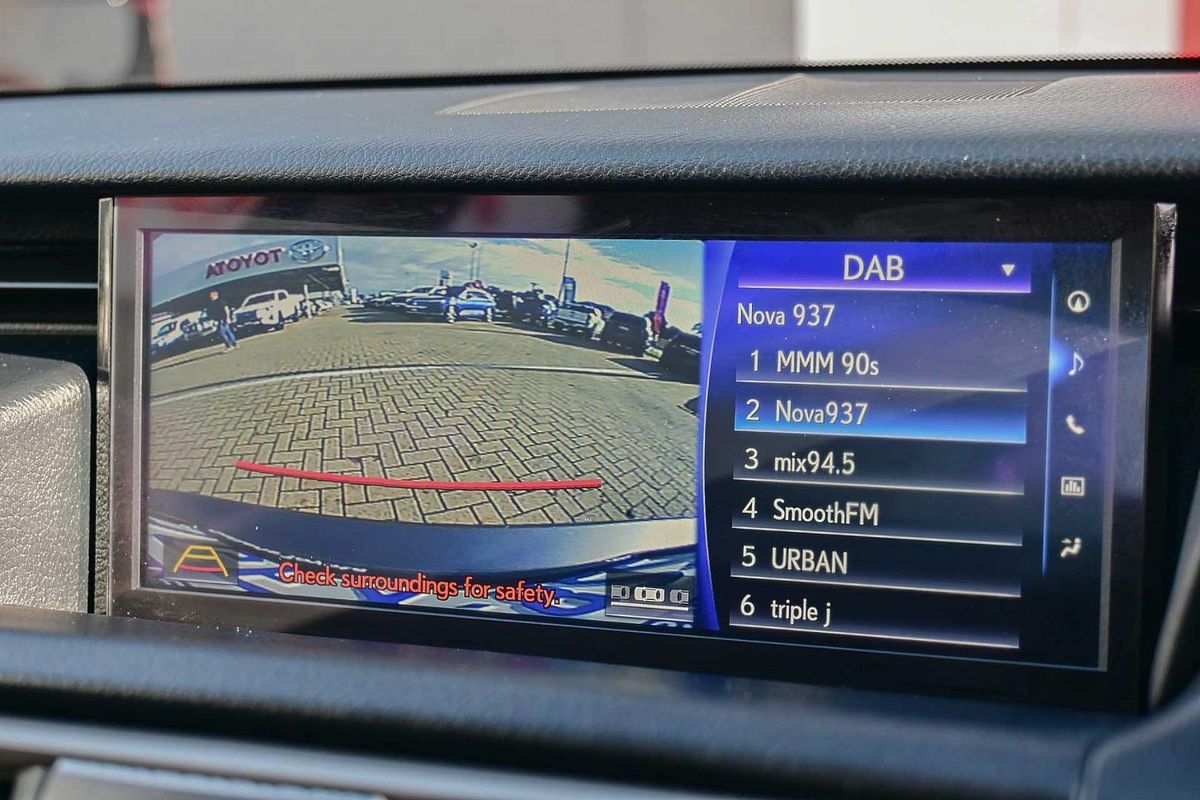 ATOYOT
DAB
Nova 937
1 MMM 90s
2 Nova937
3 mix94.5
4 SmoothFM
5 URBAN
6 triple j
Check surroundings for safety.